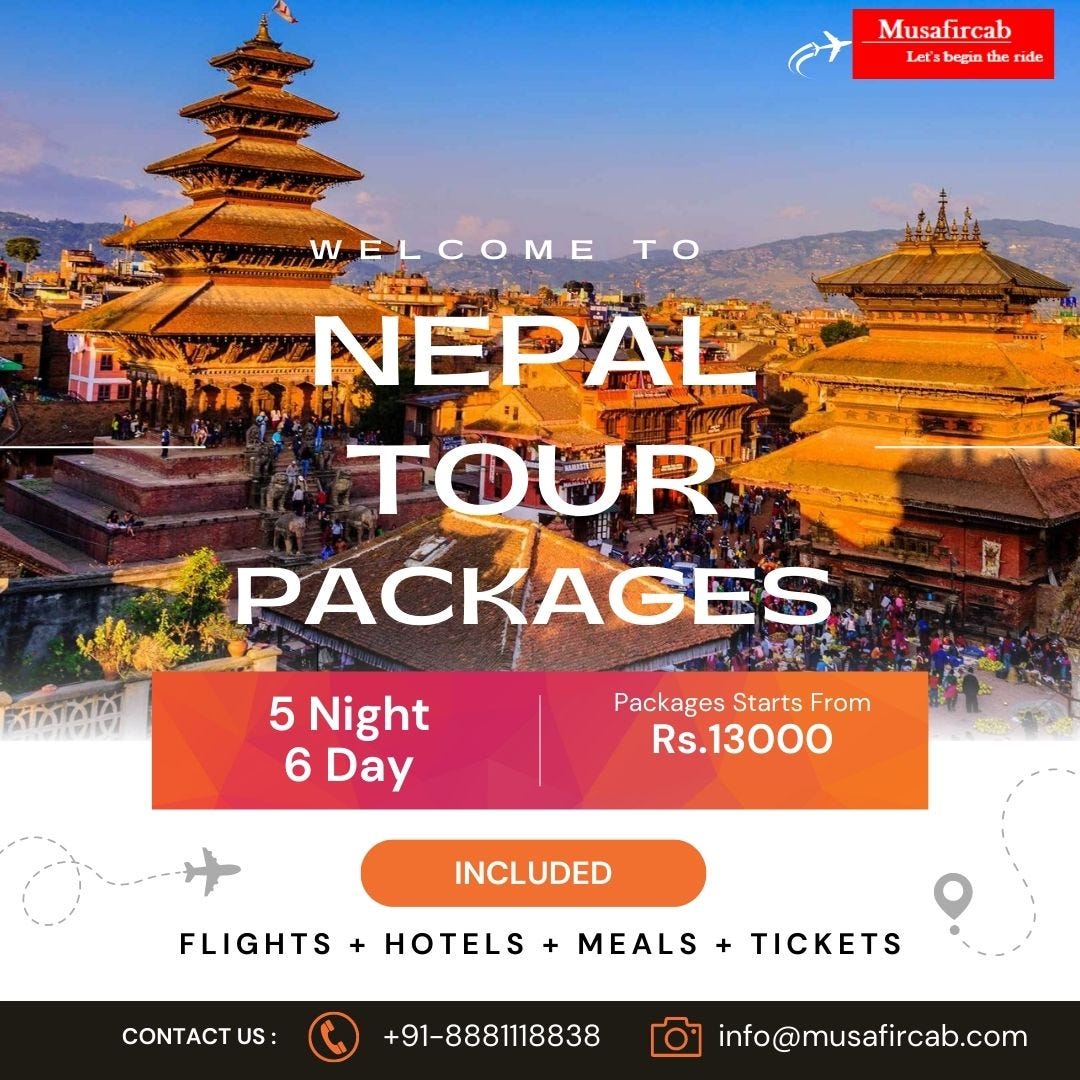 Musafircab
Let's begin the ride
WELCOME TO
NEPAL
TOUR
PACKAGES
5 Night
6 Day
Packages Starts From
Rs.13000
INCLUDED
FLIGHTS + HOTELS + MEALS + TICKETS
CONTACT US :
+91-8881118838
info@musafircab.com